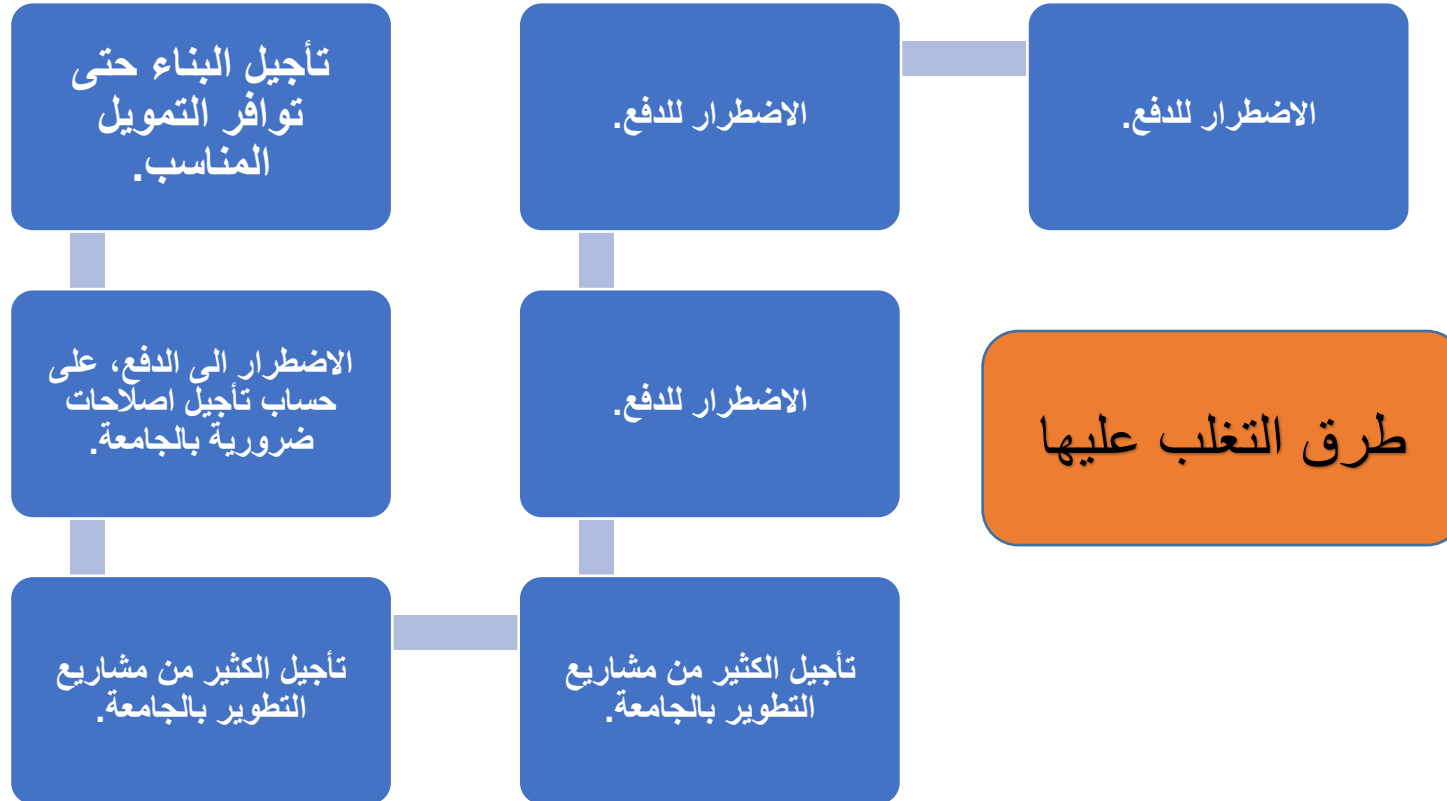 تأجيل البناء حتى
توافر التمويل
المناسب.
الاضطرار الى الدفع، على
حساب تأجيل اصلاحات
ضرورية بالجامعة.
تأجيل الكثير من مشاريع
التطوير بالجامعة.
تأجيل الكثير من مشاريع
التطوير بالجامعة.
الاضطرار للدفع.
الاضطرار للدفع.
الاضطرار للدفع.
طرق التغلب عليها